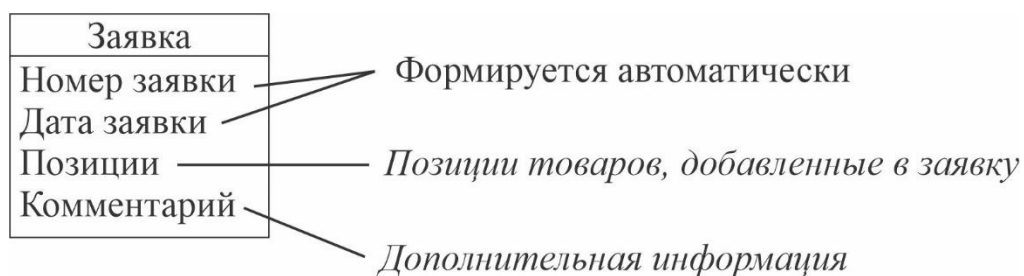 Заявка
Номер заявки
Формируется автоматически
Дата заявки
Позиции
Позиции товаров, добавленные в заявку
Комментарий
Дополнительная информация